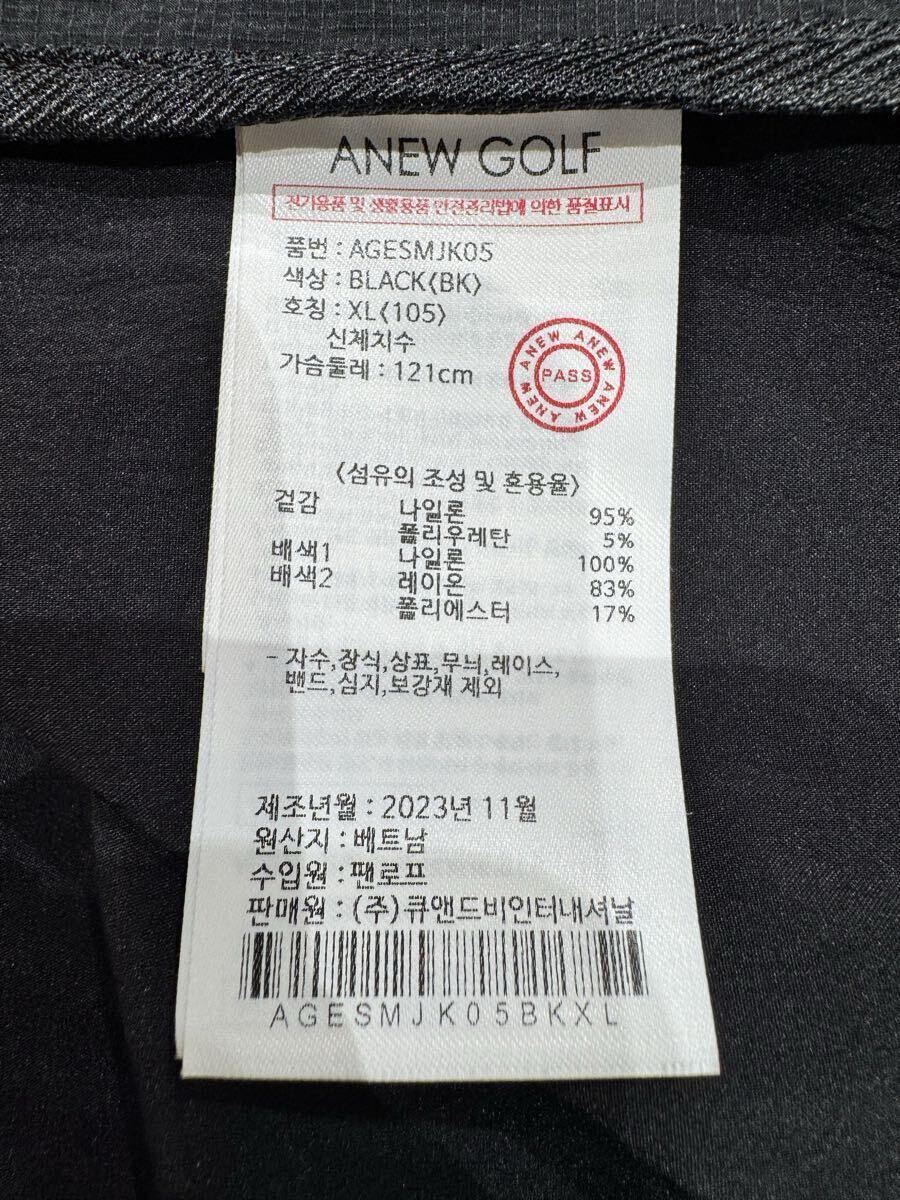 ANEW GOLF
전기용품 및 생활용품 안전관리법에 의한 품질표시
품번 : AGESMJK05
색상 : BLACK(BK)
호칭 : XL(105)
신체치수
가슴둘레 : 121cm
ANEW ANEW ANEW ANEW
PASS
(섬유의 조성 및 혼용율)
겉감 나일론 95%
폴리우레탄 5%
배색1 나일론 100%
배색2 레이온 83%
폴리에스터 17%
- 자수,장식,상표,무늬,레이스,
밴드,심지,보강재 제외
제조년월 : 2023년 11월
원산지 : 베트남
수입원 : 팬로프
판매원 : (주)큐앤드비인터내셔날
AGESMJK05BKXL